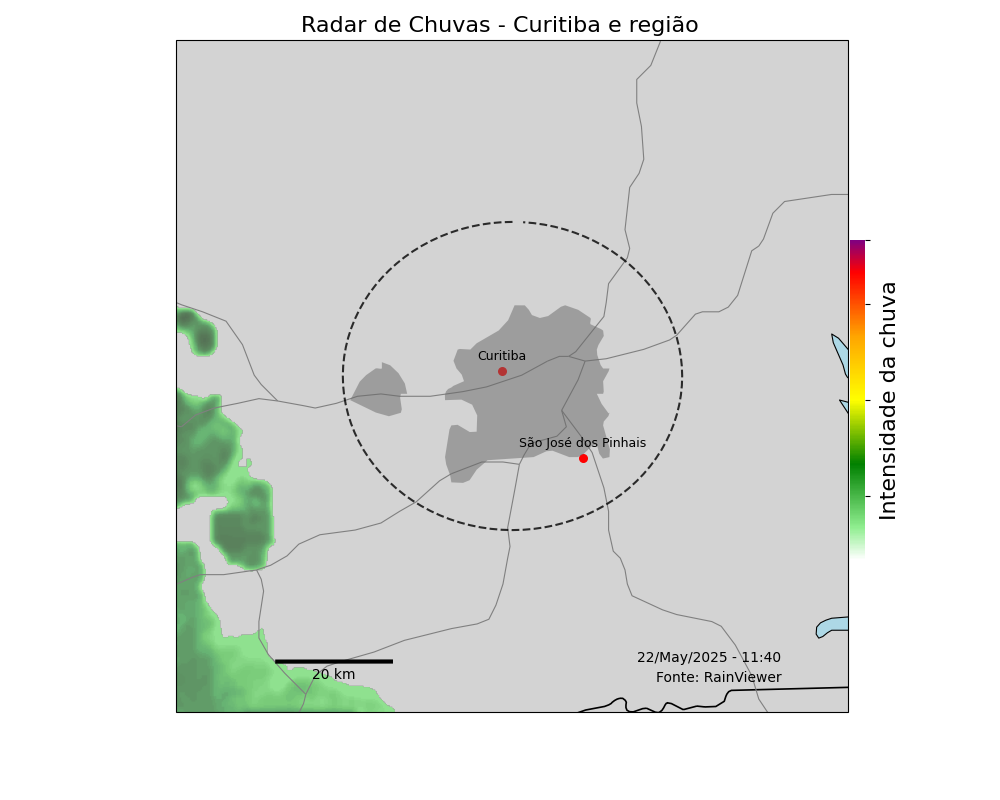 Radar de Chuvas - Curitiba e região
Curitiba
São José dos Pinhais
Intensidade da chuva
22/May/2025 - 11:40
20 km
Fonte: RainViewer